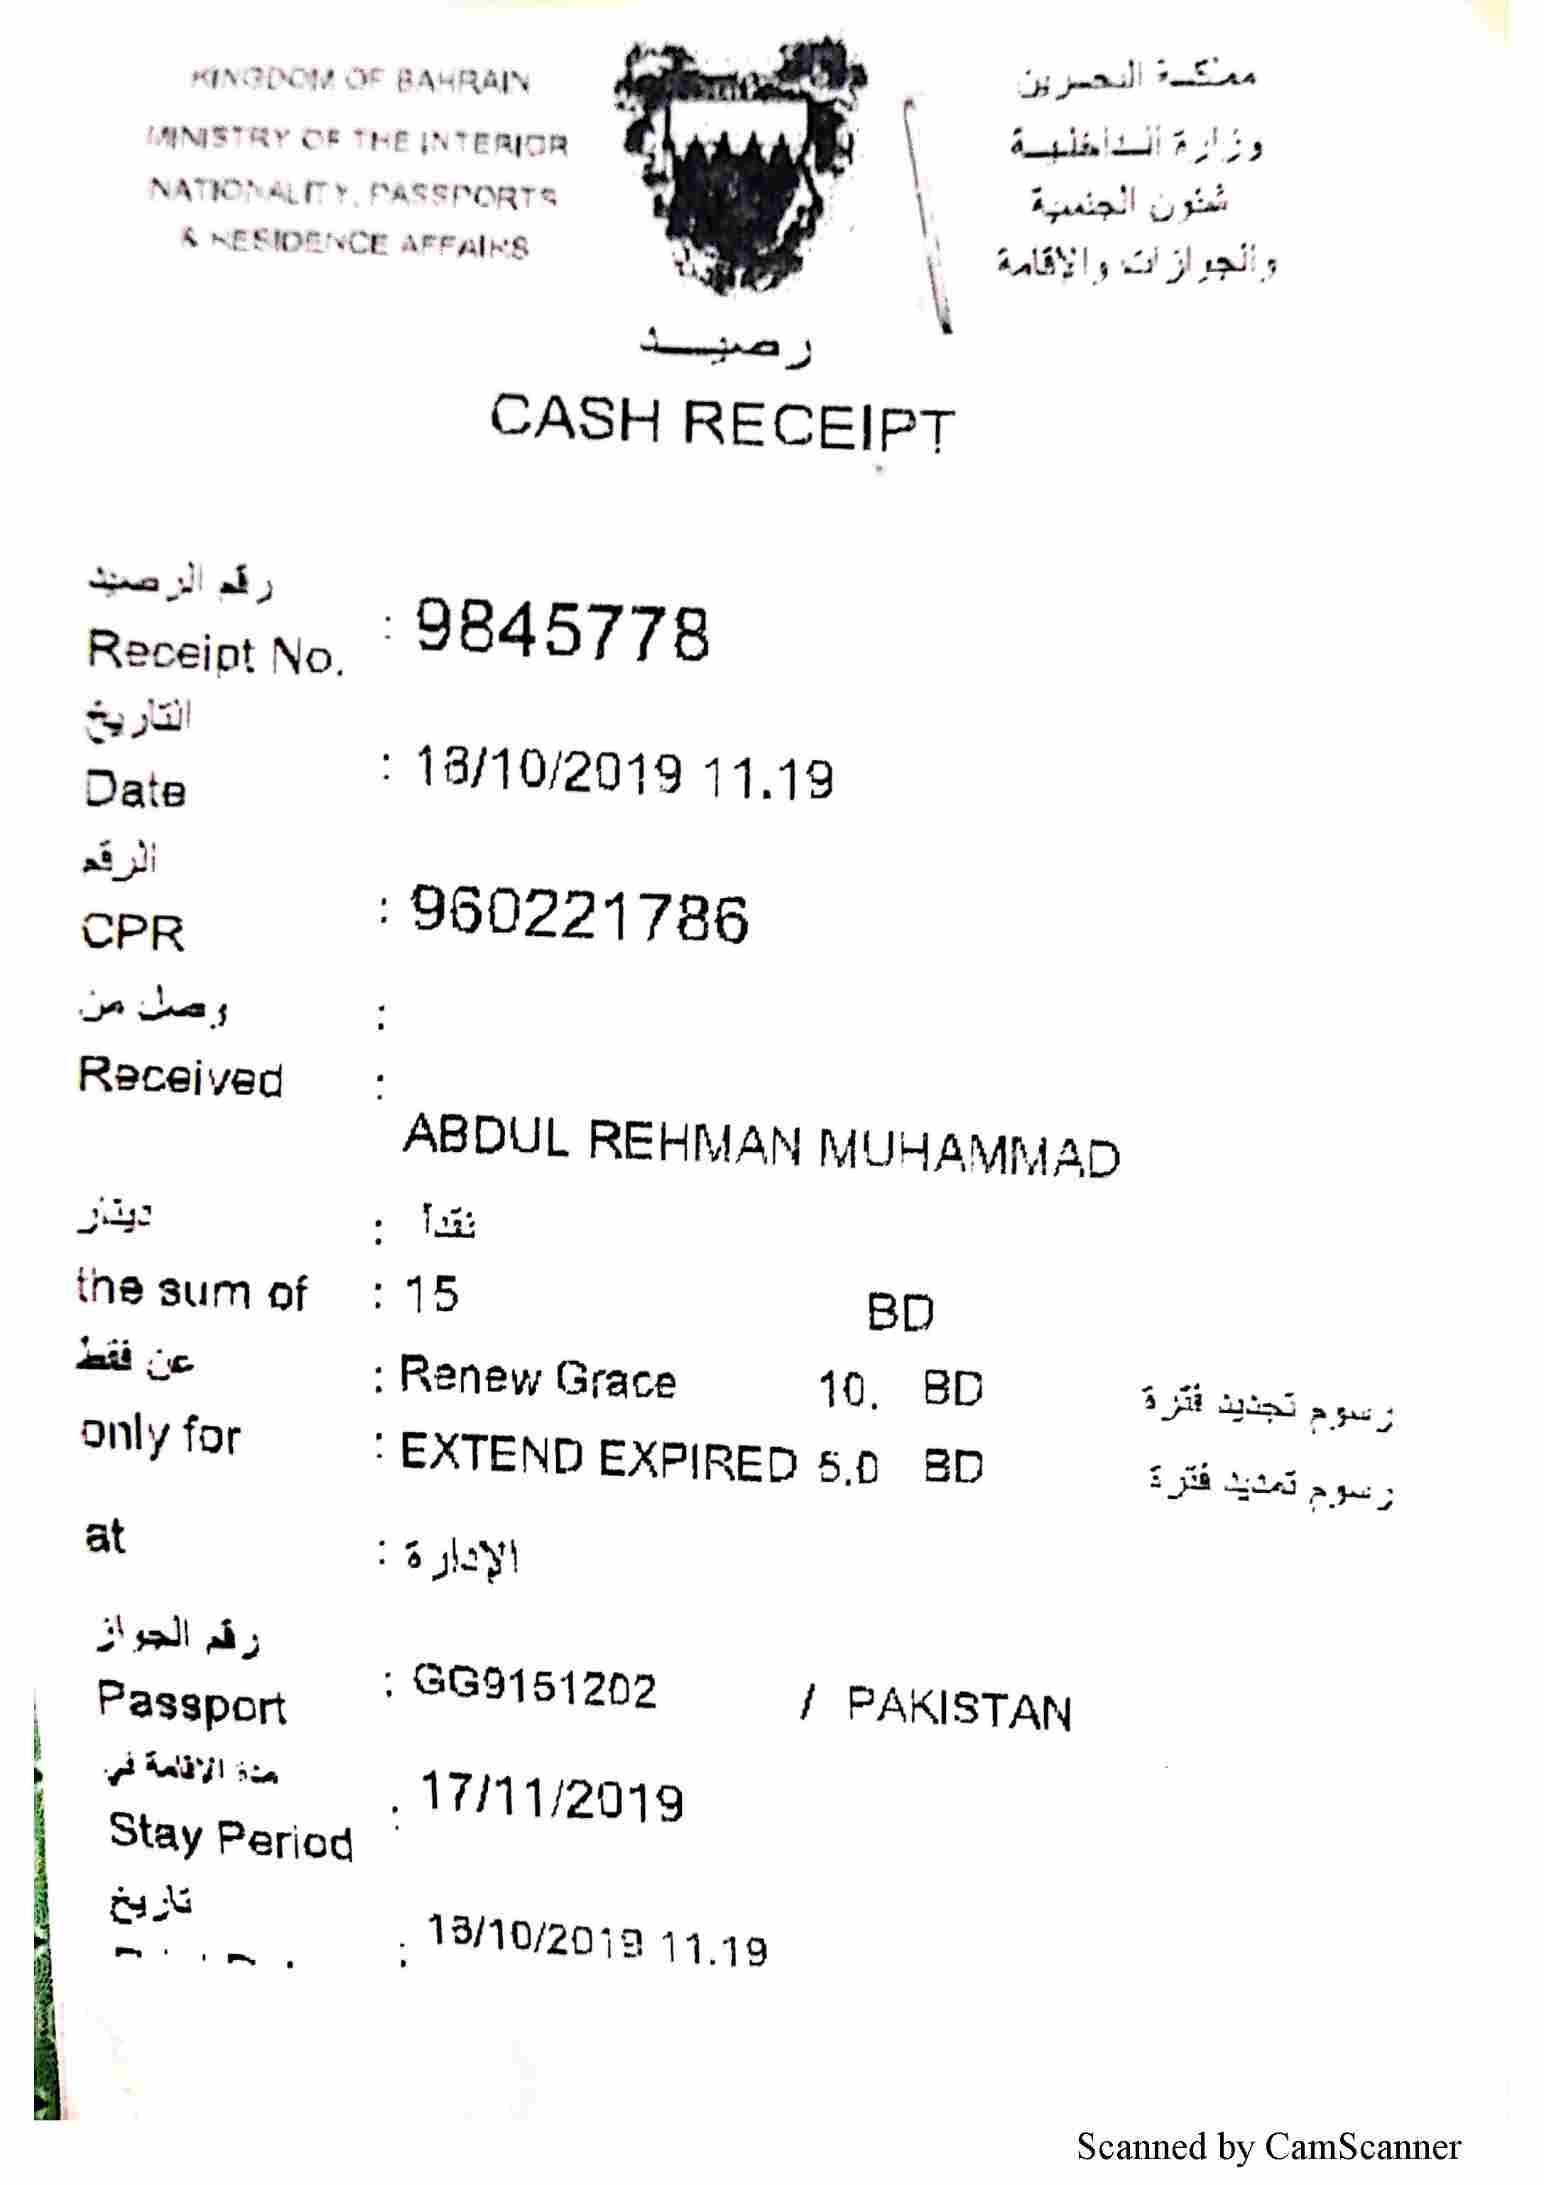 KINGDOM OF BAHRAIN
MINISTRY OF THE INTERIOR
NATIONALITY, PASSPORTS
& RESIDENCE AFFAIRS
مملكة البحرين
وزارة الداخلية
شئون الجنسية
والجوازات والاقامة
رصيد
CASH RECEIPT
رقم الرصيد
Receipt No. : 9845778
التاريخ
Date : 18/10/2019 11.19
الرقم
CPR : 960221786
وصل من :
Received :
ABDUL REHMAN MUHAMMAD
دينار : نقدأ
the sum of : 15 BD
عن فقط : Renew Grace 10. BD رسوم تجديد فترة
only for : EXTEND EXPIRED 5.0 BD رسوم تمديد فترة
at : الإدارة
رقم الجواز
Passport : GG9151202 / PAKISTAN
مدة الاقامة في
Stay Period : 17/11/2019
تاريخ
: 18/10/2019 11.19
Scanned by CamScanner